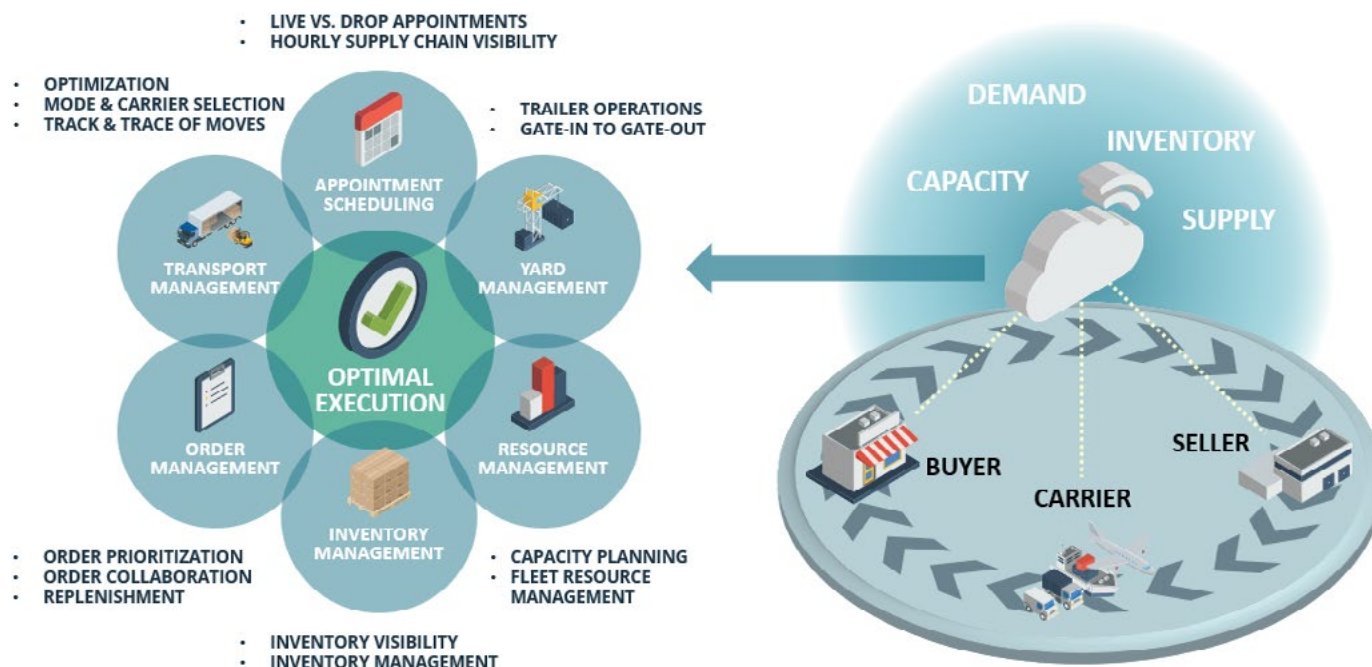 • LIVE VS. DROP APPOINTMENTS
• HOURLY SUPPLY CHAIN VISIBILITY
• OPTIMIZATION
• MODE & CARRIER SELECTION
• TRACK & TRACE OF MOVES
• TRAILER OPERATIONS
• GATE-IN TO GATE-OUT
APPOINTMENT
SCHEDULING
TRANSPORT
MANAGEMENT
YARD
MANAGEMENT
OPTIMAL
EXECUTION
ORDER
MANAGEMENT
RESOURCE
MANAGEMENT
INVENTORY
MANAGEMENT
• ORDER PRIORITIZATION
• ORDER COLLABORATION
• REPLENISHMENT
• CAPACITY PLANNING
• FLEET RESOURCE
MANAGEMENT
• INVENTORY VISIBILITY
• INVENTORY MANAGEMENT
DEMAND
INVENTORY
CAPACITY
SUPPLY
BUYER
SELLER
CARRIER